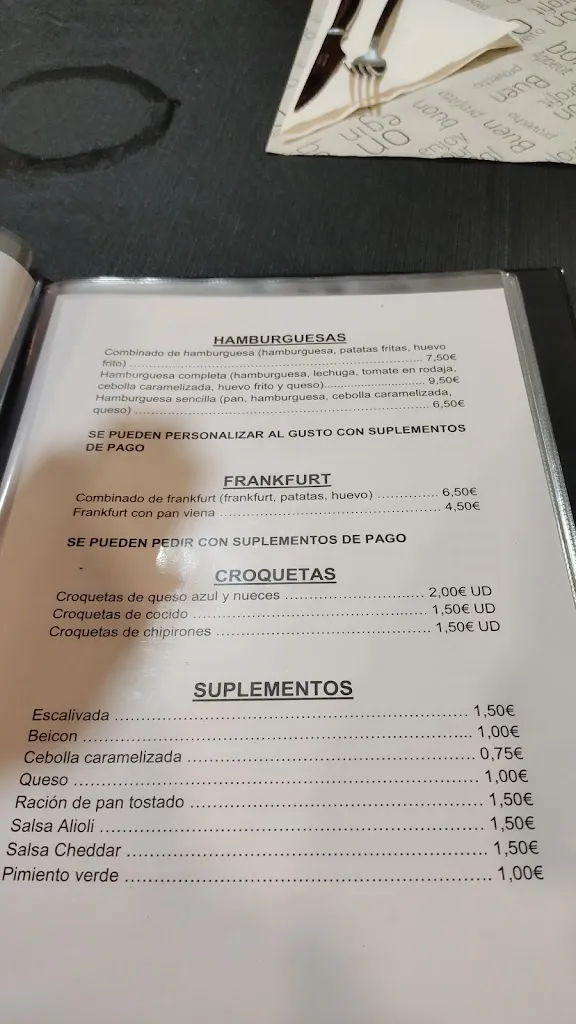 Buen
provecho
buen
profit
Buen
HAMBURGUESAS
Combinado de hamburguesa (hamburguesa, patatas fritas, huevo
frito) ........ 7,50€
Hamburguesa completa (hamburguesa, lechuga, tomate en rodaja,
cebolla caramelizada, huevo frito y queso)........ 9,50€
Hamburguesa sencilla (pan, hamburguesa, cebolla caramelizada,
queso) ........ 6,50€
SE PUEDEN PERSONALIZAR AL GUSTO CON SUPLEMENTOS
DE PAGO
FRANKFURT
Combinado de frankfurt (frankfurt, patatas, huevo) ........ 6,50€
Frankfurt con pan viena ........ 4,50€
SE PUEDEN PEDIR CON SUPLEMENTOS DE PAGO
-
CROQUETAS
Croquetas de queso azul y nueces ........ 2,00€ UD
Croquetas de cocido ........ 1,50€ UD
Croquetas de chipirones ........ 1,50€ UD
SUPLEMENTOS
Escalivada ........ 1,50€
Beicon ........ 1,00€
Cebolla caramelizada ........ 0,75€
Queso ........ 1,00€
Ración de pan tostado ........ 1,50€
Salsa Alioli ........ 1,50€
Salsa Cheddar ........ 1,50€
Pimiento verde ........ 1,00€